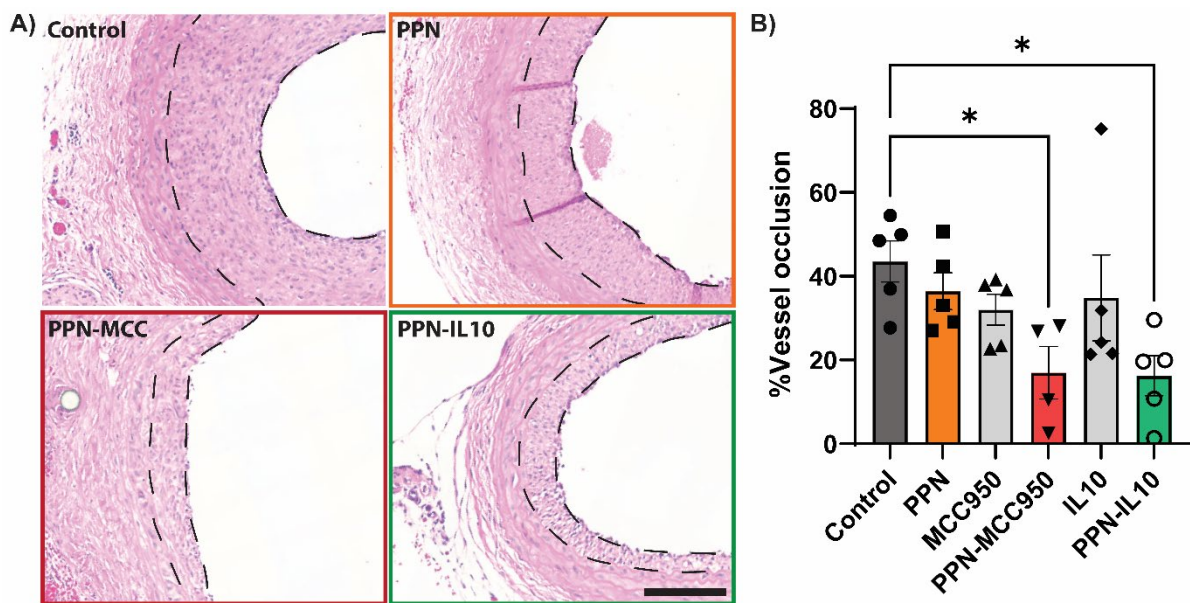 A)
Control
PPN
PPN-MCC
PPN-IL10
B)
*
*
%Vessel occlusion
80
60
40
20
0
Control
PPN
MCC950
PPN-MCC950
IL10
PPN-IL10